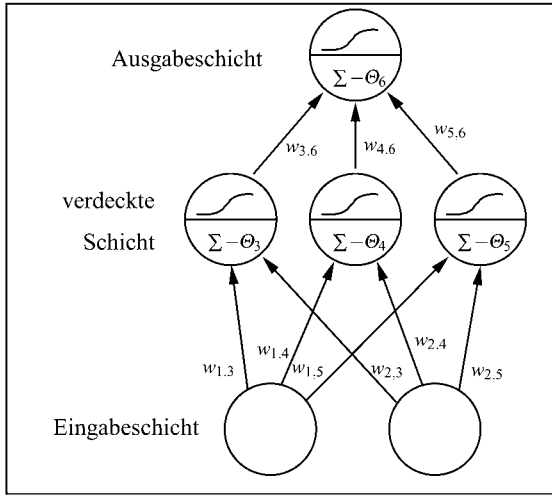 Ausgabeschicht
Σ −Θ6
w3,6
w4,6
w5,6
verdeckte
Schicht
Σ −Θ3
Σ −Θ4
Σ −Θ5
w1,3
w1,4
w1,5
w2,3
w2,4
w2,5
Eingabeschicht